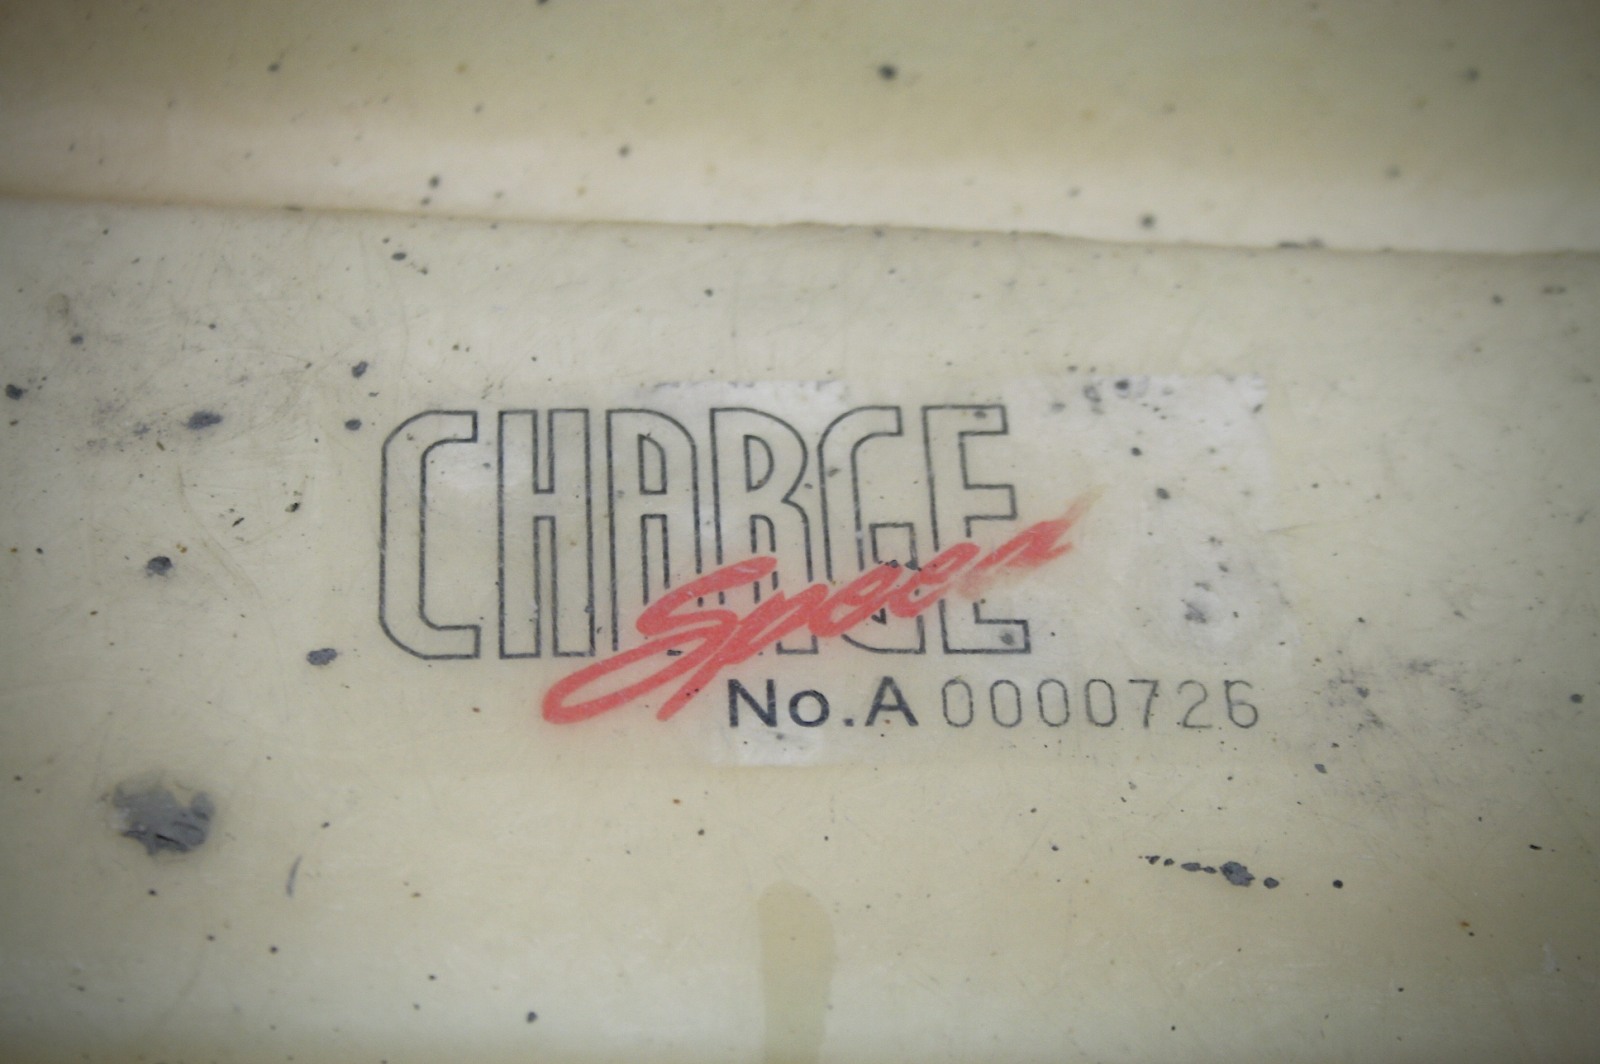 CHARGE
Speed
No.A 0000726